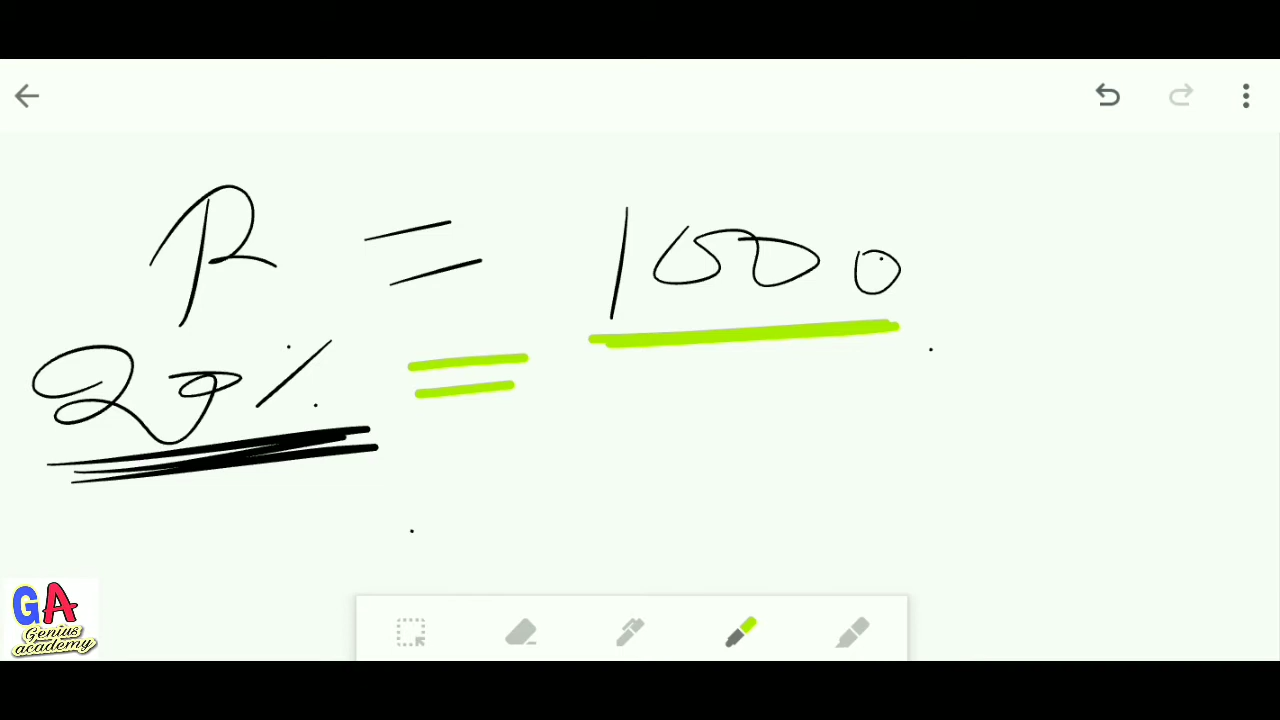 R = 1000
20% =
GA
Genius
academy